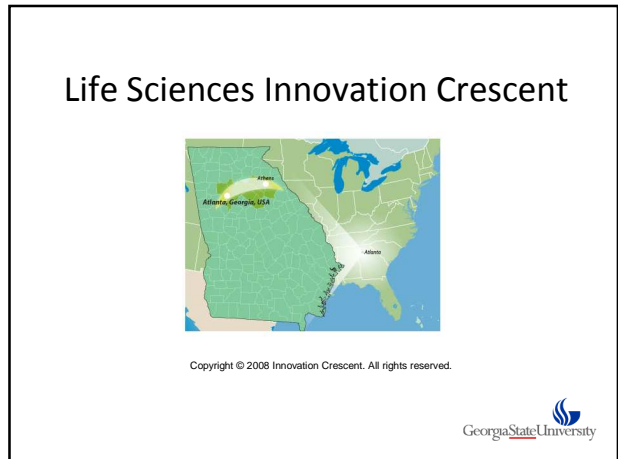 Life Sciences Innovation Crescent
Athens
Atlanta, Georgia, USA
Atlanta
Copyright © 2008 Innovation Crescent. All rights reserved.
GeorgiaStateUniversity